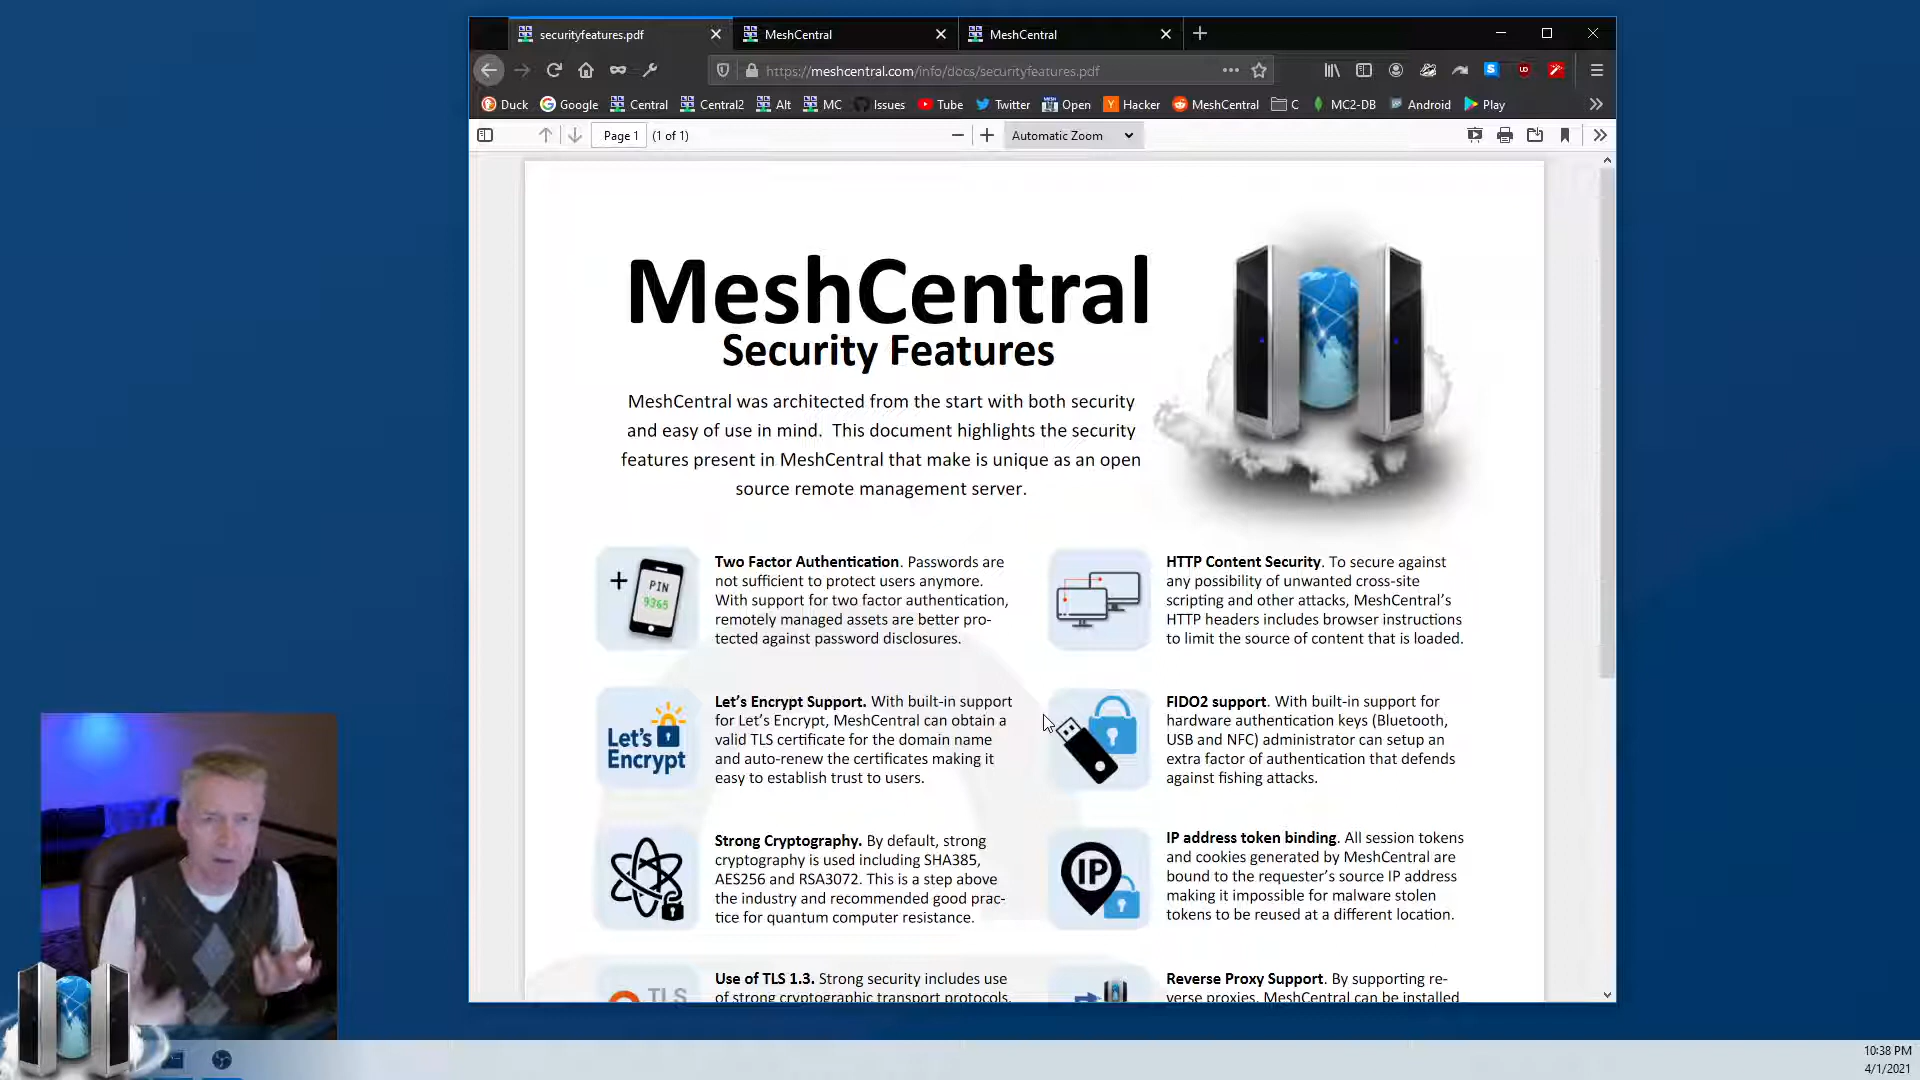 securityfeatures.pdf
MeshCentral
MeshCentral
https://meshcentral.com/info/docs/securityfeatures.pdf
Duck
Google
Central
Central2
Alt
MC
Issues
Tube
Twitter
Open
Hacker
MeshCentral
C
MC2-DB
Android
Play
Page 1
(1 of 1)
Automatic Zoom
MeshCentral
Security Features
MeshCentral was architected from the start with both security
and easy of use in mind. This document highlights the security
features present in MeshCentral that make is unique as an open
source remote management server.
PIN
9365
Two Factor Authentication. Passwords are
not sufficient to protect users anymore.
With support for two factor authentication,
remotely managed assets are better pro-
tected against password disclosures.
HTTP Content Security. To secure against
any possibility of unwanted cross-site
scripting and other attacks, MeshCentral's
HTTP headers includes browser instructions
to limit the source of content that is loaded.
Let's
Encrypt
Let's Encrypt Support. With built-in support
for Let's Encrypt, MeshCentral can obtain a
valid TLS certificate for the domain name
and auto-renew the certificates making it
easy to establish trust to users.
FIDO2 support. With built-in support for
hardware authentication keys (Bluetooth,
USB and NFC) administrator can setup an
extra factor of authentication that defends
against fishing attacks.
Strong Cryptography. By default, strong
cryptography is used including SHA385,
AES256 and RSA3072. This is a step above
the industry and recommended good prac-
tice for quantum computer resistance.
IP
IP address token binding. All session tokens
and cookies generated by MeshCentral are
bound to the requester's source IP address
making it impossible for malware stolen
tokens to be reused at a different location.
TLS
Use of TLS 1.3. Strong security includes use
of strong cryptographic transport protocols.
Reverse Proxy Support. By supporting re-
verse proxies, MeshCentral can be installed
10:38 PM
4/1/2021